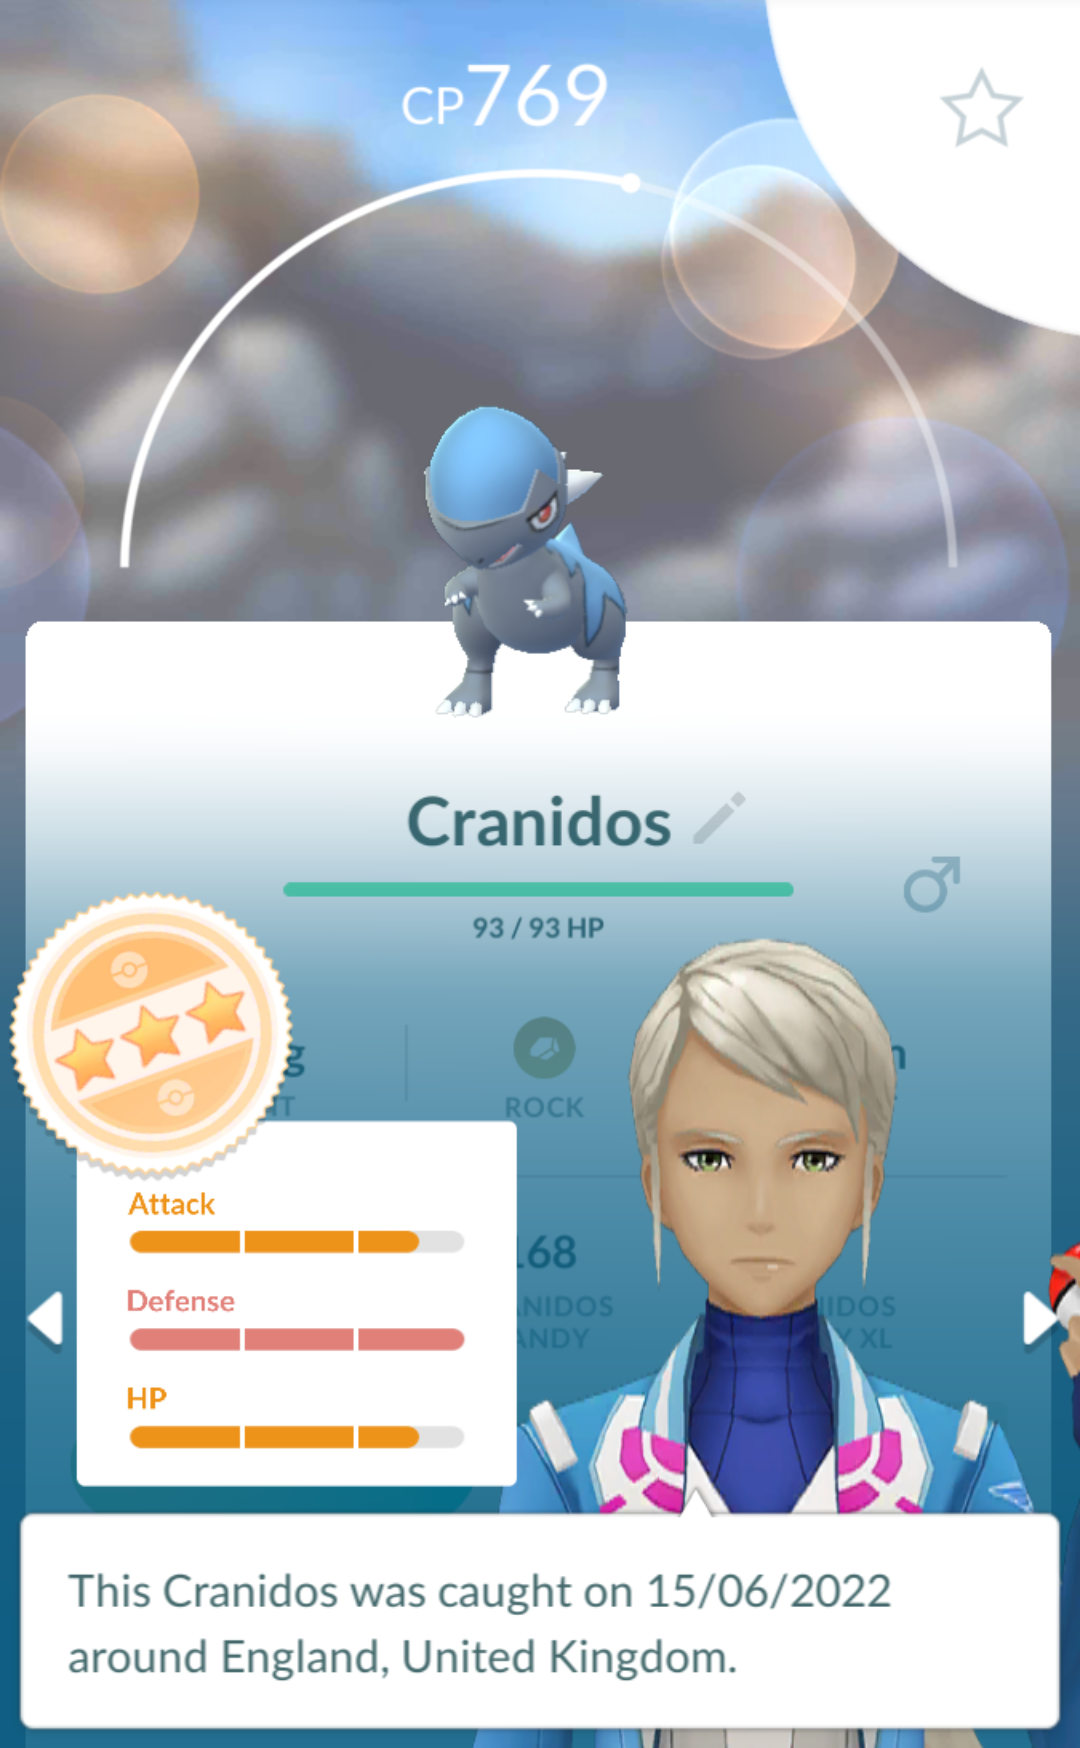 CP769
Cranidos
93 / 93 HP
ROCK
Attack
Defense
HP
This Cranidos was caught on 15/06/2022
around England, United Kingdom.